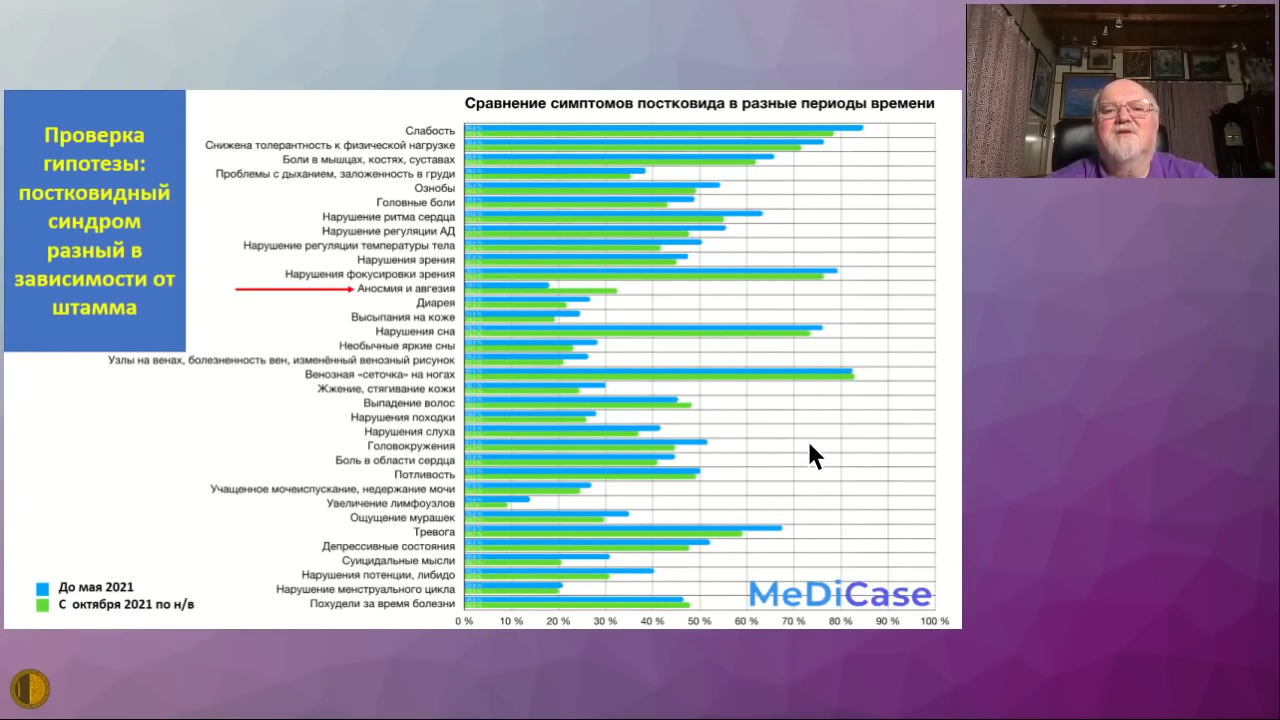 Сравнение симптомов постковида в разные периоды времени
Проверка
гипотезы:
постковидный
синдром
разный в
зависимости от
штамма
Слабость
Снижена толерантность к физической нагрузке
Боли в мышцах, костях, суставах
Проблемы с дыханием, заложенность в груди
Ознобы
Головные боли
Нарушение ритма сердца
Нарушение регуляции АД
Нарушение регуляции температуры тела
Нарушения зрения
Нарушения фокусировки зрения
Аносмия и авгезия
Диарея
Высыпания на коже
Нарушения сна
Необычные яркие сны
Узлы на венах, болезненность вен, изменённый венозный рисунок
Венозная «сеточка» на ногах
Жжение, стягивание кожи
Выпадение волос
Нарушения походки
Нарушения слуха
Головокружения
Боль в области сердца
Потливость
Учащенное мочеиспускание, недержание мочи
Увеличение лимфоузлов
Ощущение мурашек
Тревога
Депрессивные состояния
Суицидальные мысли
Нарушения потенции, либидо
Нарушение менструального цикла
Похудели за время болезни
До мая 2021
С октября 2021 по н/в
MeDiCase
0 % 10 % 20 % 30 % 40 % 50 % 60 % 70 % 80 % 90 % 100 %